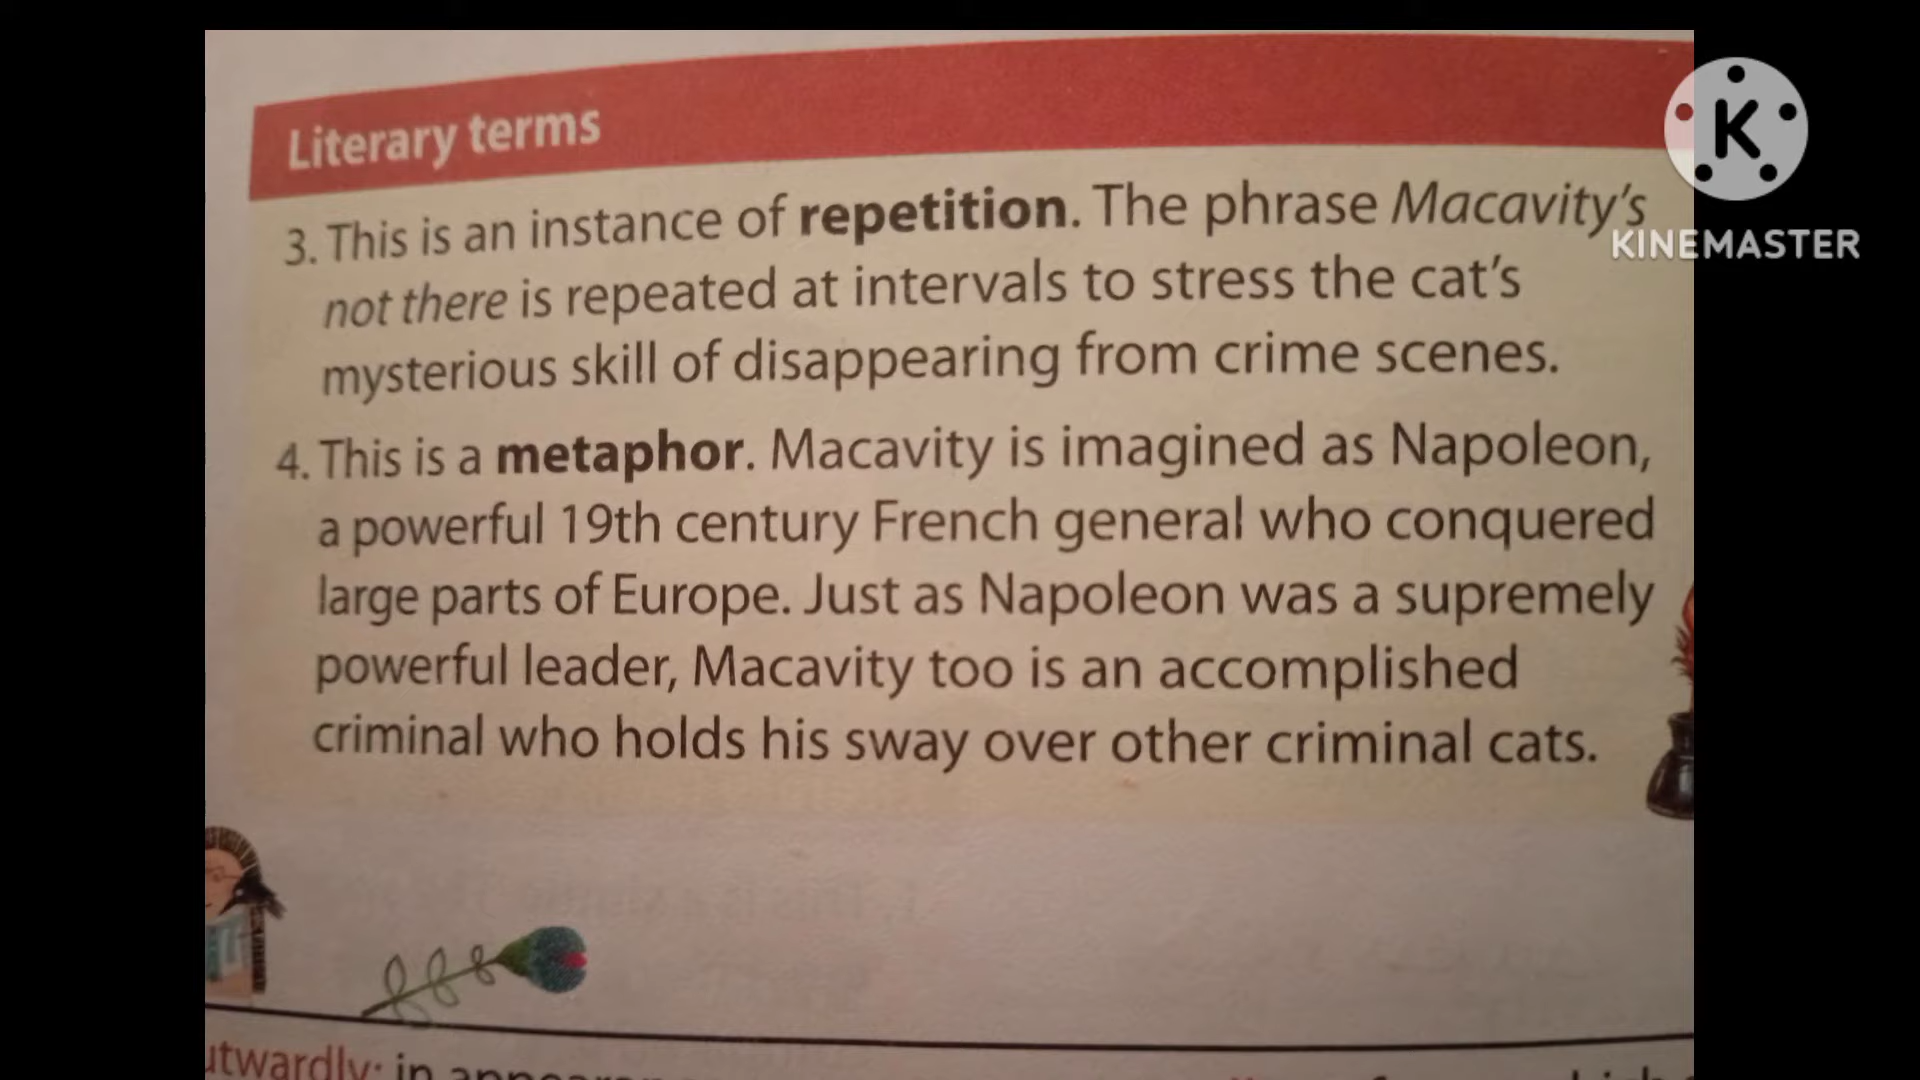 Literary terms
3. This is an instance of repetition. The phrase Macavity's
not there is repeated at intervals to stress the cat's
mysterious skill of disappearing from crime scenes.
4. This is a metaphor. Macavity is imagined as Napoleon,
a powerful 19th century French general who conquered
large parts of Europe. Just as Napoleon was a supremely
powerful leader, Macavity too is an accomplished
criminal who holds his sway over other criminal cats.
utwardly: in
K
KINEMASTER